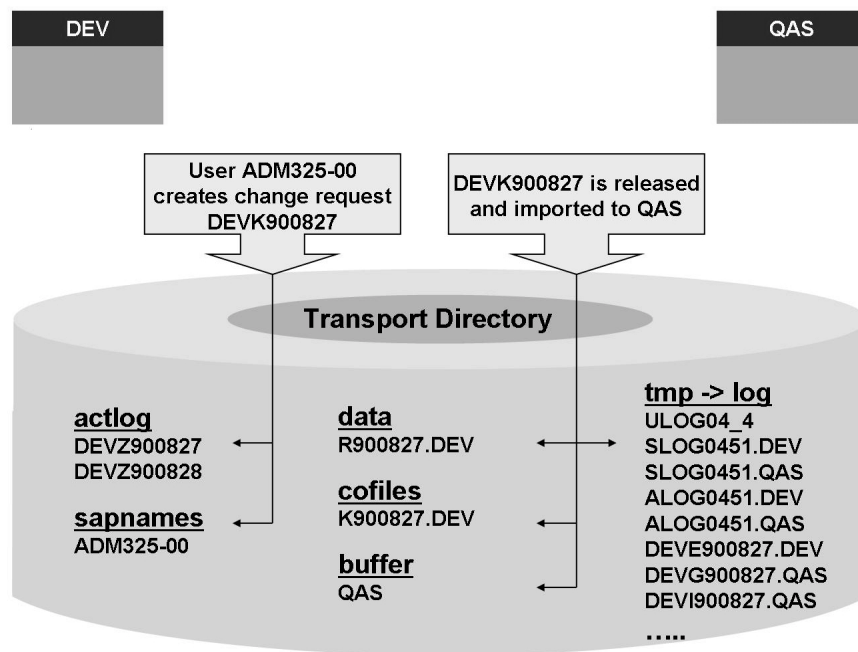 DEV
QAS
User ADM325-00
creates change request
DEVK900827
DEVK900827 is released
and imported to QAS
Transport Directory
actlog
DEVZ900827
DEVZ900828
sapnames
ADM325-00
data
R900827.DEV
cofiles
K900827.DEV
buffer
QAS
tmp -> log
ULOG04_4
SLOG0451.DEV
SLOG0451.QAS
ALOG0451.DEV
ALOG0451.QAS
DEVE900827.DEV
DEVG900827.QAS
DEVI900827.QAS
.....